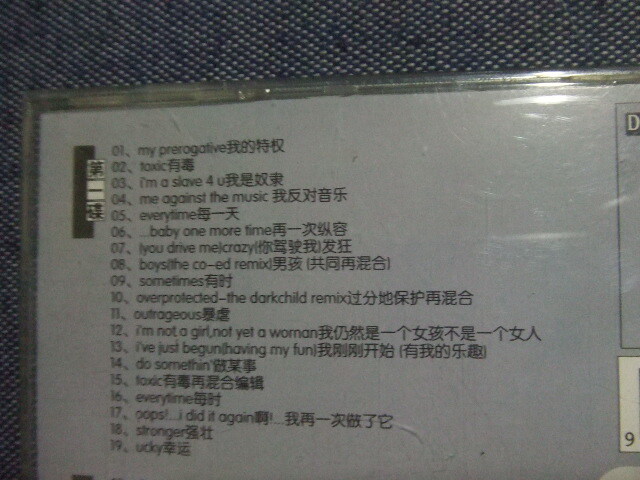 第一碟
01、my prerogative我的特权
02、toxic有毒
03、i'm a slave 4 u我是奴隶
04、me against the music 我反对音乐
05、everytime每一天
06、...baby one more time再一次纵容
07、(you drive me)crazy(你驾驶我)发狂
08、boys(the co-ed remix)男孩 (共同再混合)
09、sometimes有时
10、overprotected-the darkchild remix过分地保护再混合
11、outrageous暴虐
12、i'm not a girl,not yet a woman我仍然是一个女孩不是一个女人
13、i've just begun(having my fun)我刚刚开始 (有我的乐趣)
14、do somethin'做某事
15、toxic有毒再混合编辑
16、everytime每时
17、oops!...i did it again啊!...我再一次做了它
18、stronger强壮
19、ucky幸运
D
9